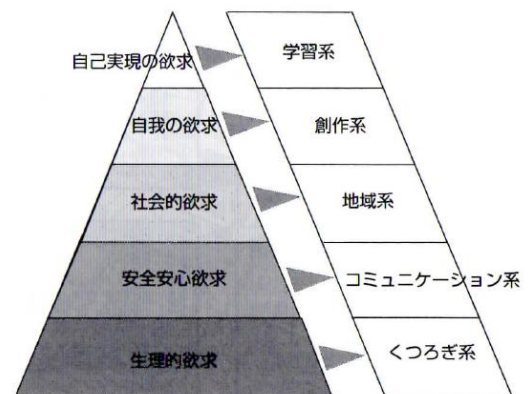 自己実現の欲求
学習系
自我の欲求
創作系
社会的欲求
地域系
安全安心欲求
コミュニケーション系
生理的欲求
くつろぎ系